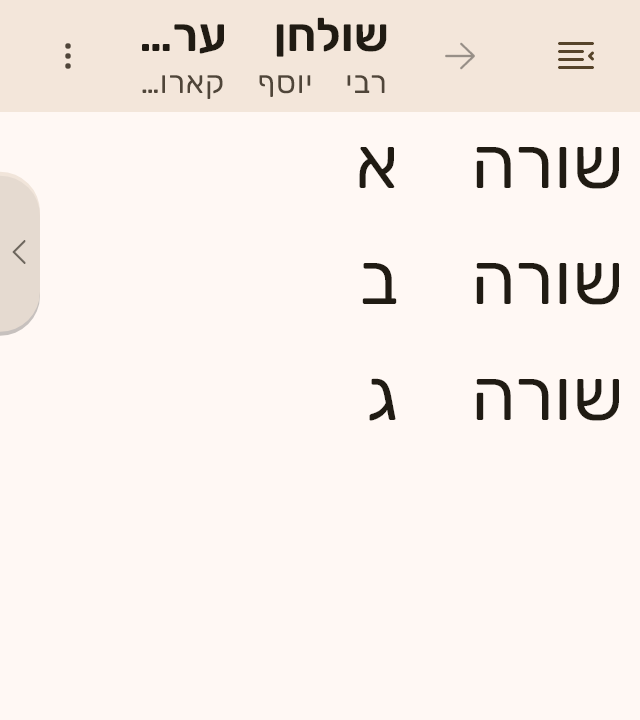 שולחן ער...
רבי יוסף קארו...
שורה א
שורה ב
שורה ג